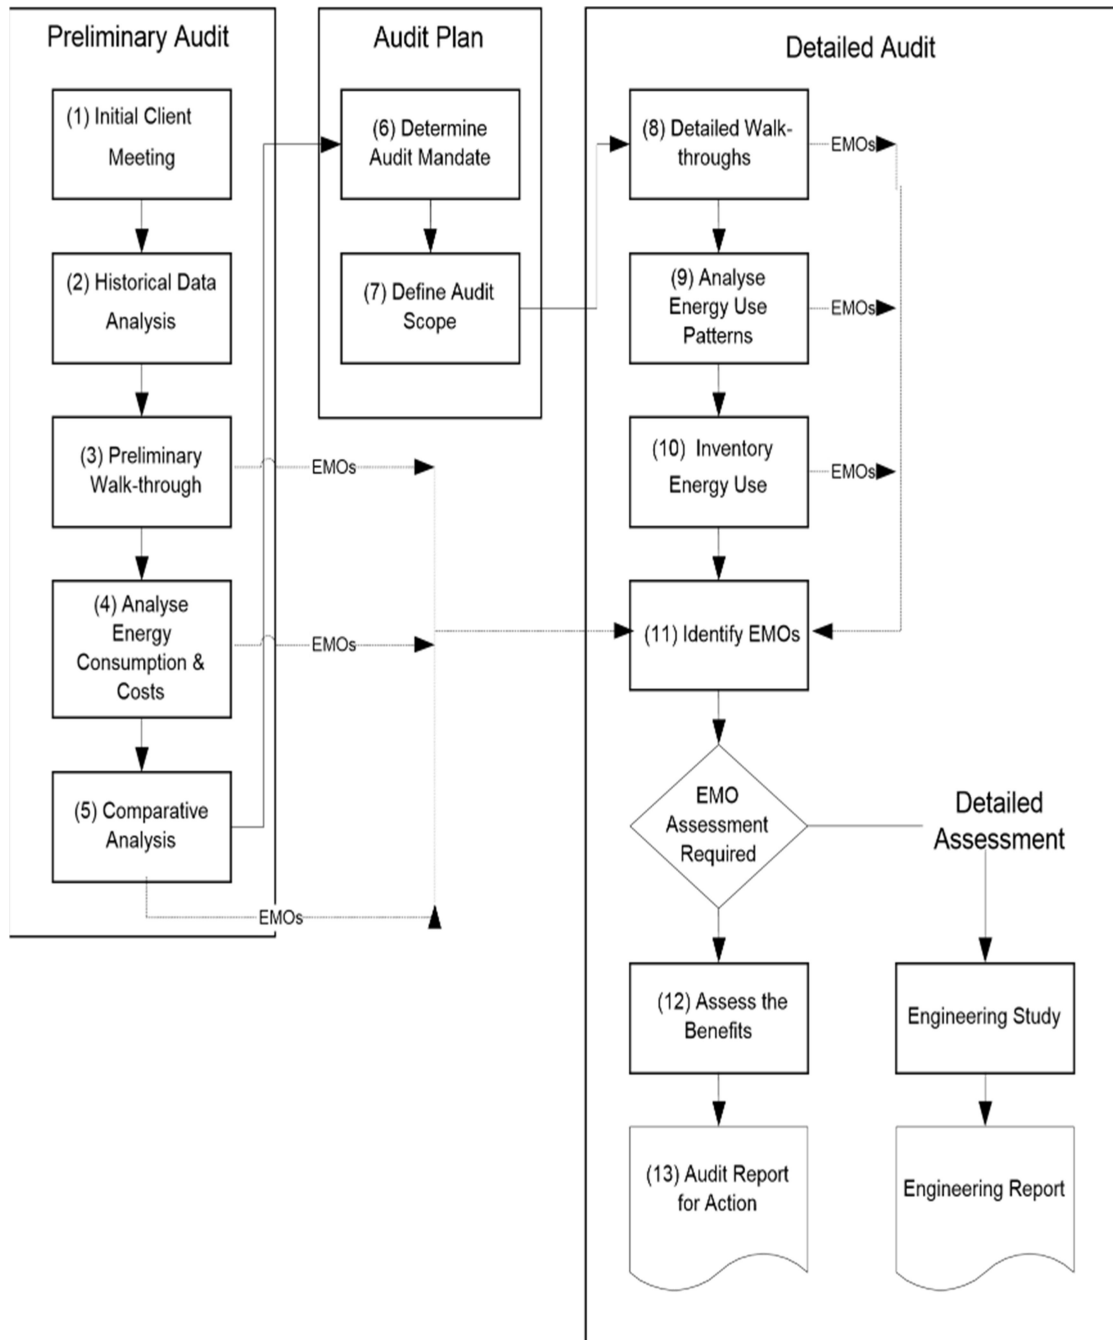 Preliminary Audit
(1) Initial Client
Meeting
(2) Historical Data
Analysis
(3) Preliminary
Walk-through
EMOs
(4) Analyse
Energy
Consumption &
Costs
EMOs
(5) Comparative
Analysis
EMOs
Audit Plan
(6) Determine
Audit Mandate
(7) Define Audit
Scope
Detailed Audit
(8) Detailed Walk-
throughs
EMOs
(9) Analyse
Energy Use
Patterns
EMOs
(10) Inventory
Energy Use
EMOs
(11) Identify EMOs
EMO
Assessment
Required
Detailed
Assessment
(12) Assess the
Benefits
Engineering Study
(13) Audit Report
for Action
Engineering Report